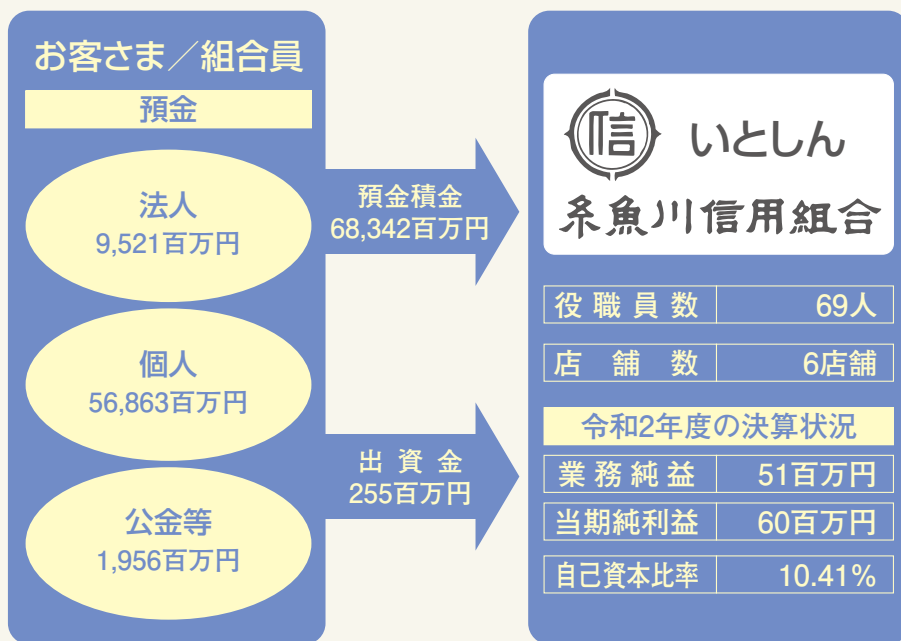 お客さま／組合員
預金
法人
9,521百万円
個人
56,863百万円
公金等
1,956百万円
預金積金
68,342百万円
出資金
255百万円
信 いとしん
糸魚川信用組合
役職員数 69人
店舗数 6店舗
令和2年度の決算状況
業務純益 51百万円
当期純利益 60百万円
自己資本比率 10.41%